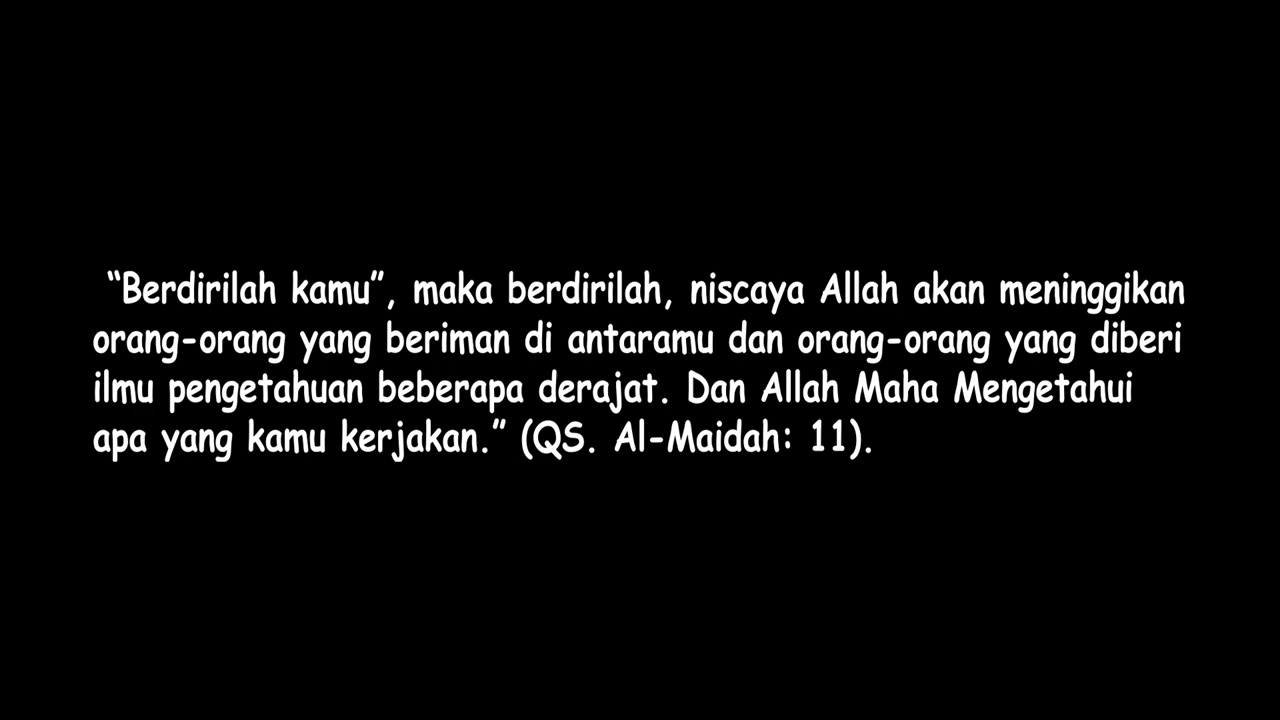 “Berdirilah kamu”, maka berdirilah, niscaya Allah akan meninggikan
orang-orang yang beriman di antaramu dan orang-orang yang diberi
ilmu pengetahuan beberapa derajat. Dan Allah Maha Mengetahui
apa yang kamu kerjakan.” (QS. Al-Maidah: 11).